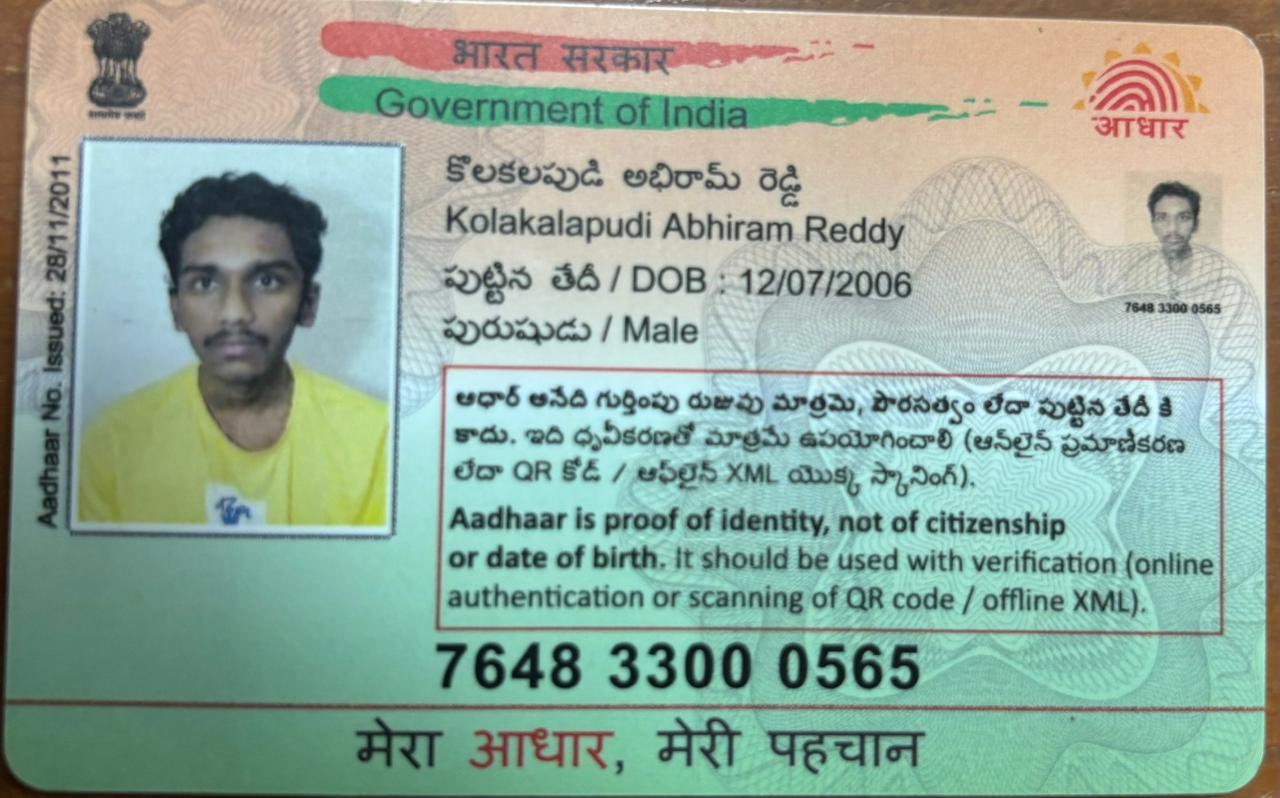 सत्यमेव जयते
भारत सरकार
Government of India
आधार
Aadhaar No. Issued: 28/11/2011
కొలకలపుడి అభిరామ్ రెడ్డి
Kolakalapudi Abhiram Reddy
పుట్టిన తేదీ / DOB : 12/07/2006
పురుషుడు / Male
7648 3300 0565
ఆధార్ అనేది గుర్తింపు రుజువు మాత్రమే, పౌరసత్వం లేదా పుట్టిన తేదీ కి
కాదు. ఇది ధృవీకరణతో మాత్రమే ఉపయోగించాలి (ఆన్‌లైన్ ప్రమాణీకరణ
లేదా QR కోడ్ / ఆఫ్‌లైన్ XML యొక్క స్కానింగ్).
Aadhaar is proof of identity, not of citizenship
or date of birth. It should be used with verification (online
authentication or scanning of QR code / offline XML).
7648 3300 0565
मेरा आधार, मेरी पहचान